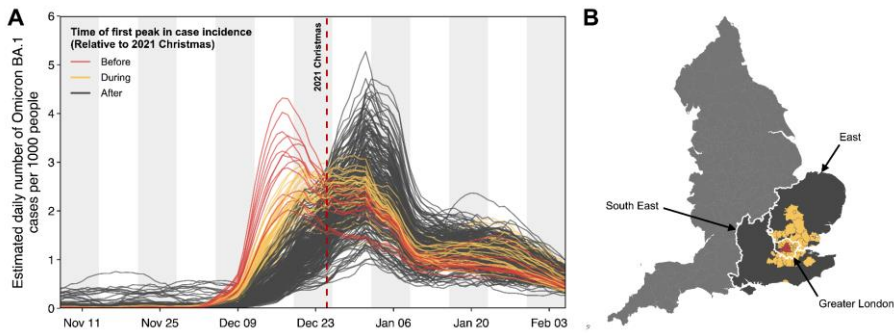 A
Estimated daily number of Omicron BA.1
cases per 1000 people
6
5
4
3
2
1
0
Time of first peak in case incidence
(Relative to 2021 Christmas)
Before
During
After
2021 Christmas
Nov 11
Nov 25
Dec 09
Dec 23
Jan 06
Jan 20
Feb 03
B
East
South East
Greater London